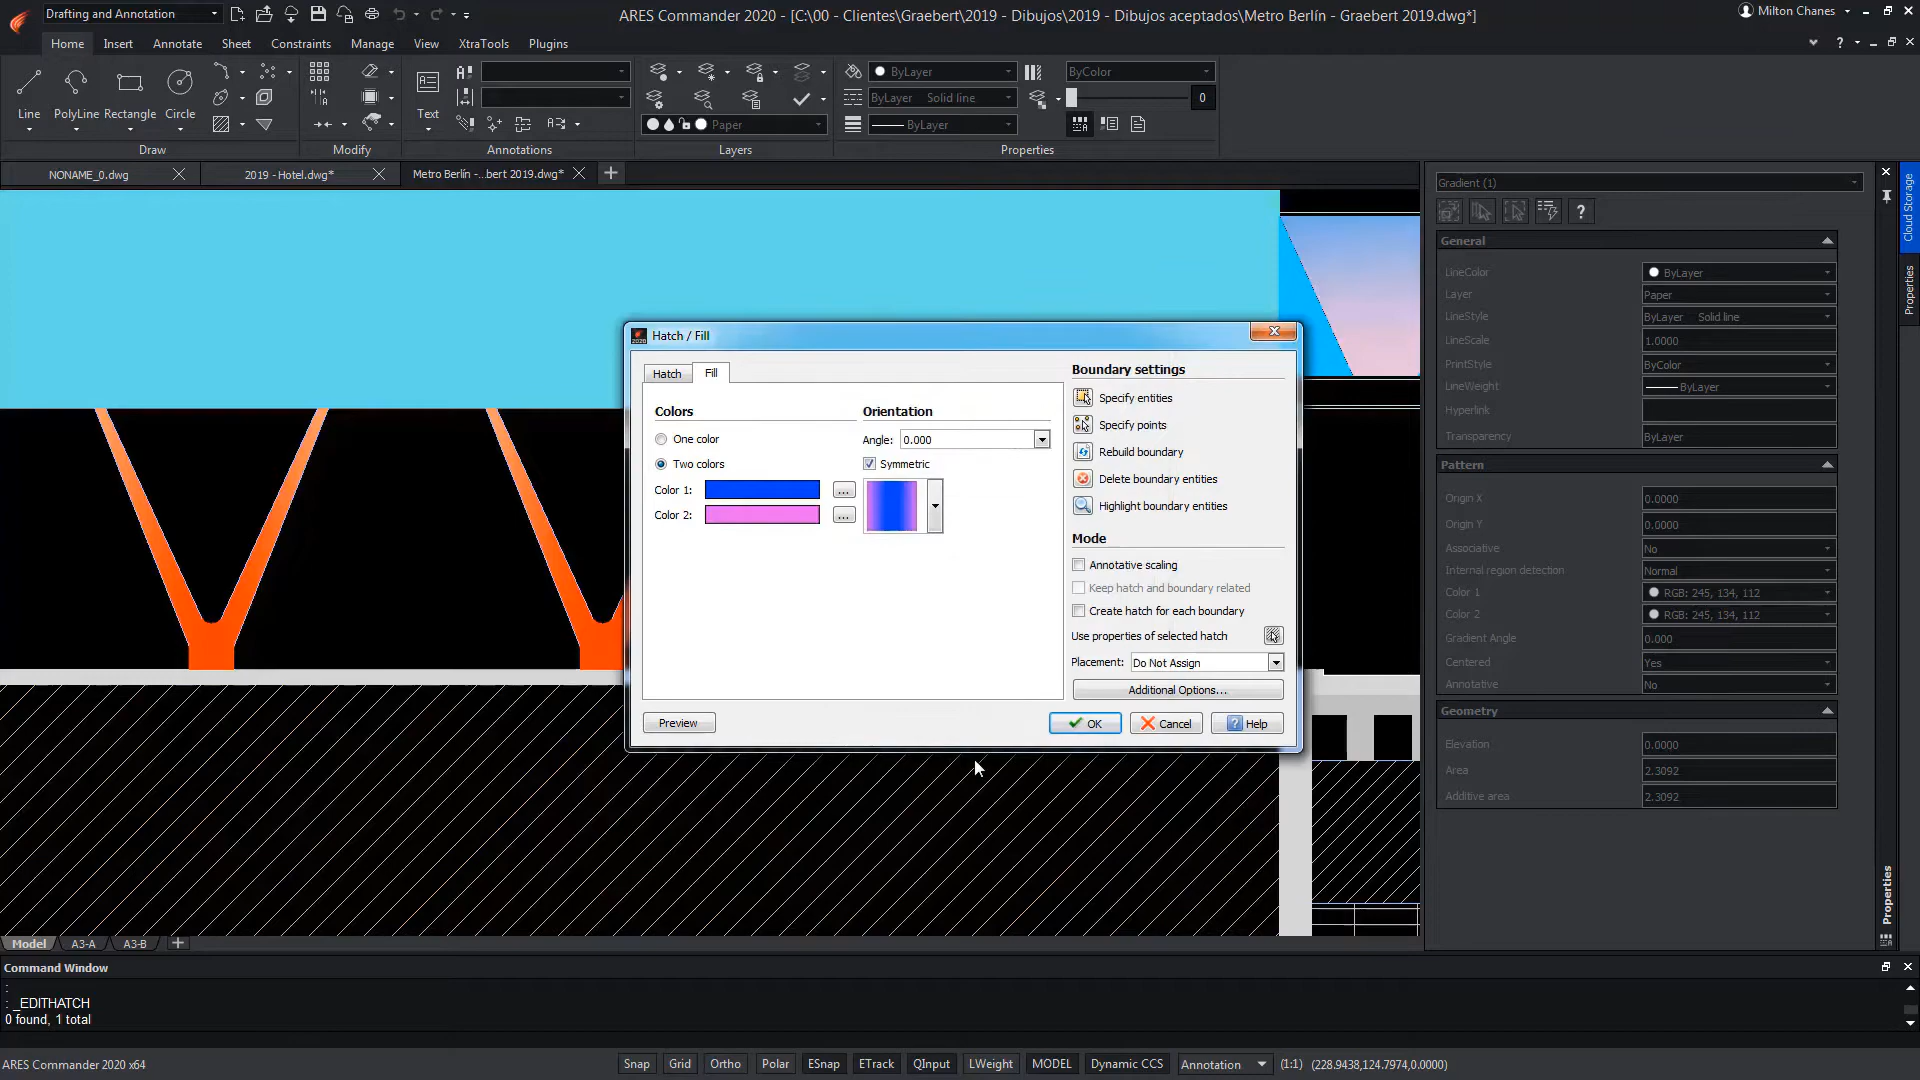 Drafting and Annotation
ARES Commander 2020 - [C:\00 - Clientes\Graebert\2019 - Dibujos\2019 - Dibujos aceptados\Metro Berlín - Graebert 2019.dwg*]
Milton Chanes
Home
Insert
Annotate
Sheet
Constraints
Manage
View
XtraTools
Plugins
?
Line
PolyLine
Rectangle
Circle
Text
Paper
ByLayer
ByLayer Solid line
ByLayer
ByColor
0
Draw
Modify
Annotations
Layers
Properties
NONAME_0.dwg
2019 - Hotel.dwg*
Metro Berlín -...bert 2019.dwg*
Gradient (1)
?
General
LineColor ByLayer
Layer Paper
LineStyle ByLayer Solid line
LineScale 1.0000
PrintStyle ByColor
LineWeight ByLayer
Hyperlink
Transparency ByLayer
Pattern
Origin X 0.0000
Origin Y 0.0000
Associative No
Internal region detection Normal
Color 1 RGB: 245, 134, 112
Color 2 RGB: 245, 134, 112
Gradient Angle 0.000
Centered Yes
Annotative No
Geometry
Elevation 0.0000
Area 2.3092
Additive area 2.3092
Cloud Storage
Properties
Properties
Hatch / Fill
Hatch
Fill
Colors
One color
Two colors
Color 1: ...
Color 2: ...
Orientation
Angle: 0.000
Symmetric
Boundary settings
Specify entities
Specify points
Rebuild boundary
Delete boundary entities
Highlight boundary entities
Mode
Annotative scaling
Keep hatch and boundary related
Create hatch for each boundary
Use properties of selected hatch
Placement: Do Not Assign
Additional Options...
Preview
OK
Cancel
Help
Model
A3-A
A3-B
Command Window
:
: _EDITHATCH
0 found, 1 total
ARES Commander 2020 x64
Snap
Grid
Ortho
Polar
ESnap
ETrack
QInput
LWeight
MODEL
Dynamic CCS
Annotation
(1:1)
(228.9438,124.7974,0.0000)